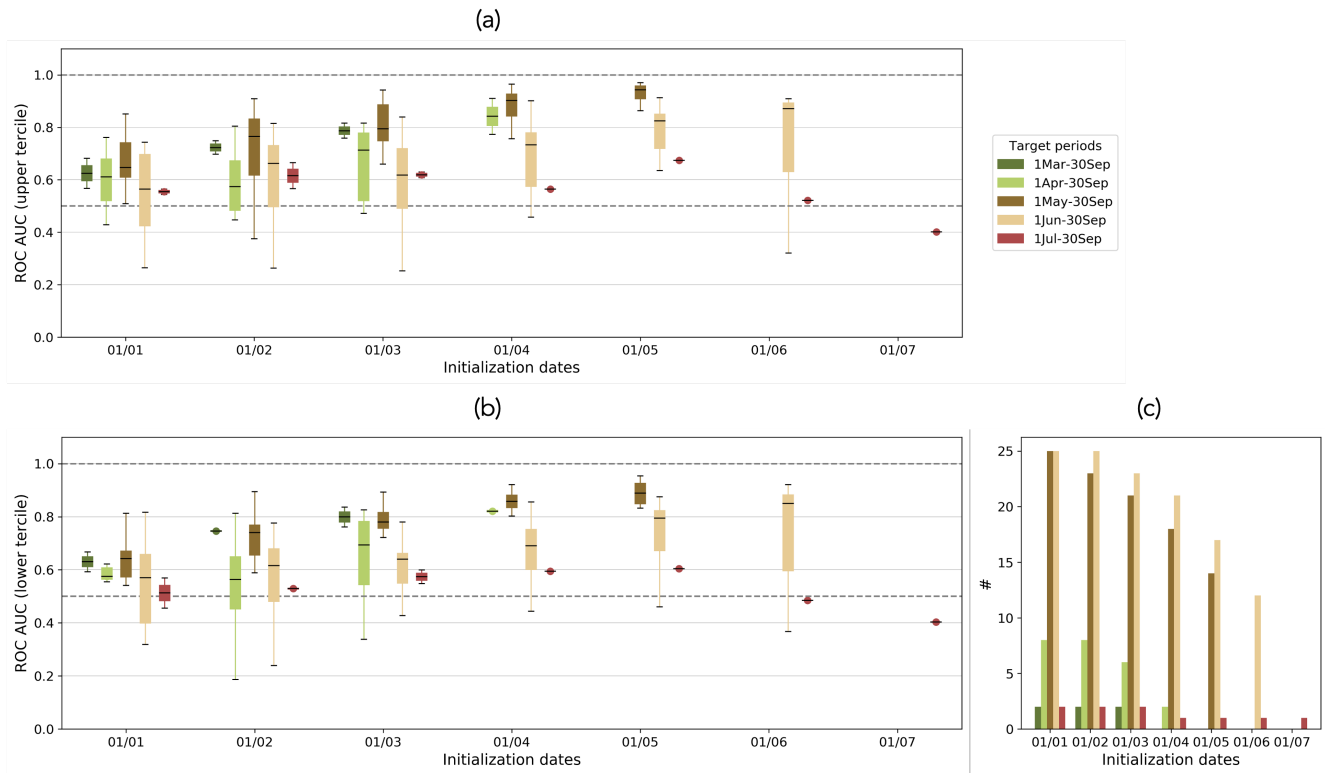 (a)
ROC AUC (upper tercile)
1.0
0.8
0.6
0.4
0.2
0.0
01/01 01/02 01/03 01/04 01/05 01/06 01/07
Initialization dates
Target periods
1Mar-30Sep
1Apr-30Sep
1May-30Sep
1Jun-30Sep
1Jul-30Sep
(b)
ROC AUC (lower tercile)
1.0
0.8
0.6
0.4
0.2
0.0
01/01 01/02 01/03 01/04 01/05 01/06 01/07
Initialization dates
(c)
#
25
20
15
10
5
0
01/01 01/02 01/03 01/04 01/05 01/06 01/07
Initialization dates